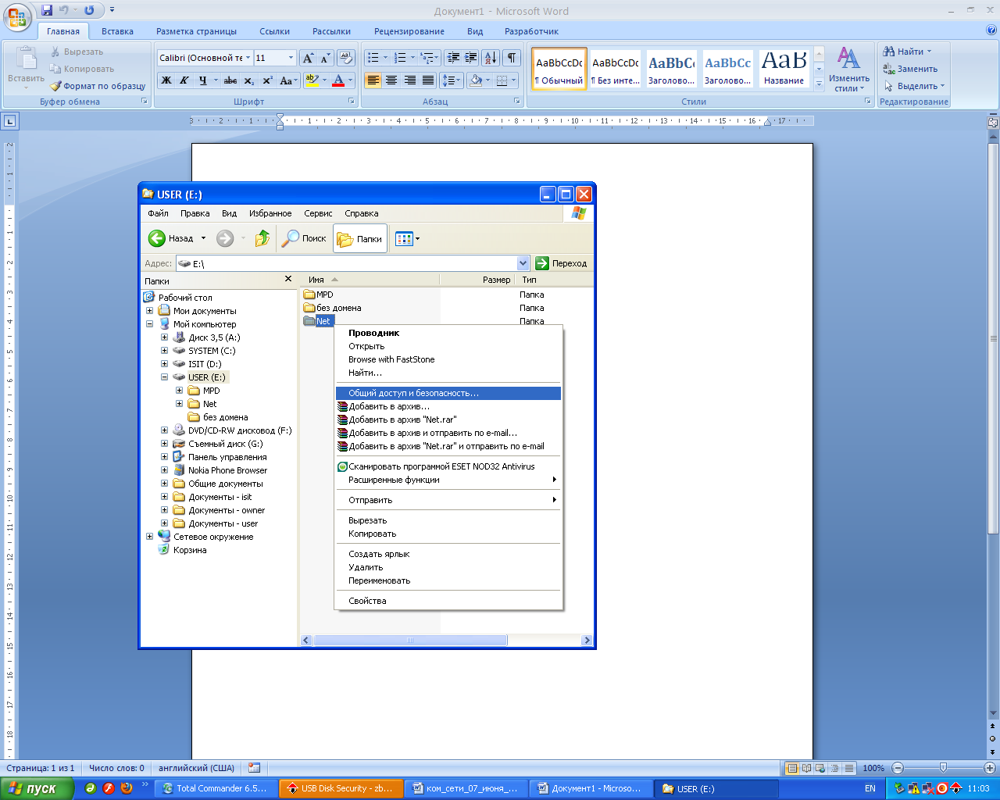 Документ1 - Microsoft Word
Главная Вставка Разметка страницы Ссылки Рассылки Рецензирование Вид Разработчик
Вставить
Вырезать
Копировать
Формат по образцу
Буфер обмена
Calibri (Основной те 11
Ж К Ч abc x₂ x² Aa
Шрифт
Абзац
AaBbCcDc AaBbCcDc AaBbC AaBbCc АаВ
¶ Обычный ¶ Без инте... Заголово... Заголово... Название
Изменить стили
Стили
Найти
Заменить
Выделить
Редактирование
3 2 1 1 2 3 4 5 6 7 8 9 10 11 12 13 14 15 16 17
USER (E:)
Файл Правка Вид Избранное Сервис Справка
Назад Поиск Папки
Адрес: E:\ Переход
Папки
Рабочий стол
Мои документы
Мой компьютер
Диск 3,5 (A:)
SYSTEM (C:)
ISIT (D:)
USER (E:)
MPD
Net
без домена
DVD/CD-RW дисковод (F:)
Съемный диск (G:)
Панель управления
Nokia Phone Browser
Общие документы
Документы - isit
Документы - owner
Документы - user
Сетевое окружение
Корзина
Имя Размер Тип
MPD Папка
без домена Папка
Net Папка
Проводник
Открыть
Browse with FastStone
Найти...
Общий доступ и безопасность...
Добавить в архив...
Добавить в архив "Net.rar"
Добавить в архив и отправить по e-mail...
Добавить в архив "Net.rar" и отправить по e-mail
Сканировать программой ESET NOD32 Antivirus
Расширенные функции
Отправить
Вырезать
Копировать
Создать ярлык
Удалить
Переименовать
Свойства
Страница: 1 из 1 Число слов: 0 английский (США) 100%
пуск Total Commander 6.5... USB Disk Security - zb... ком_сети_07_июня_... Документ1 - Microso... USER (E:) EN 11:03